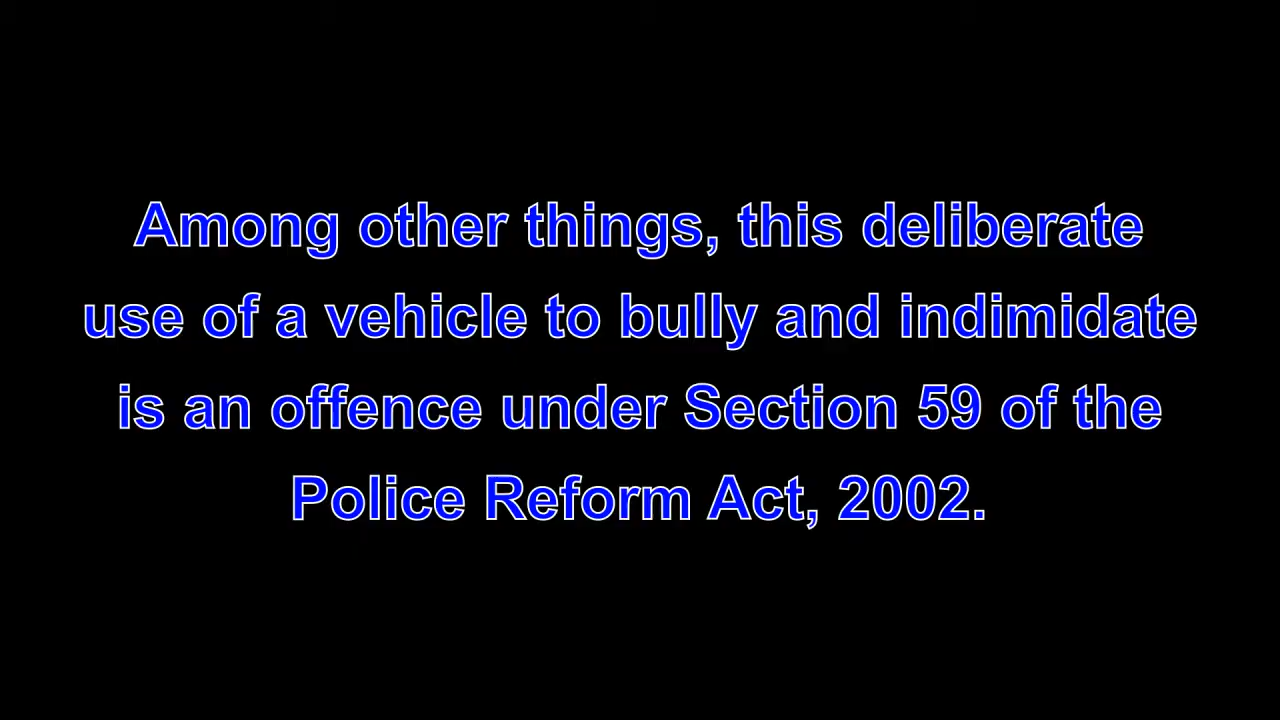 Among other things, this deliberate
use of a vehicle to bully and indimidate
is an offence under Section 59 of the
Police Reform Act, 2002.